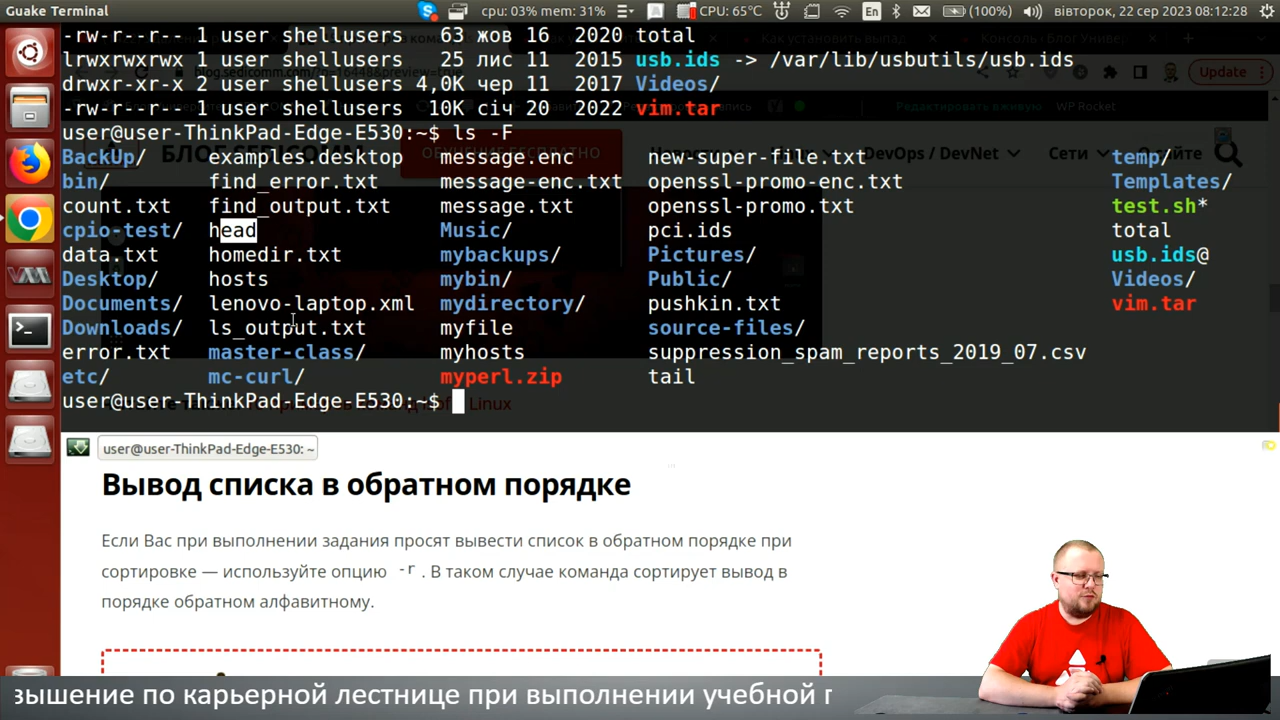 Guake Terminal cpu: 03% mem: 31% CPU: 65°C En (100%) вівторок, 22 сер 2023 08:12:28
-rw-r--r-- 1 user shellusers 63 жов 16 2020 total
lrwxrwxrwx 1 user shellusers 25 лис 11 2015 usb.ids -> /var/lib/usbutils/usb.ids
drwxr-xr-x 2 user shellusers 4,0K чер 11 2017 Videos/
-rw-r--r-- 1 user shellusers 10K січ 20 2022 vim.tar
user@user-ThinkPad-Edge-E530:~$ ls -F
BackUp/ examples.desktop message.enc new-super-file.txt temp/
bin/ find_error.txt message-enc.txt openssl-promo-enc.txt Templates/
count.txt find_output.txt message.txt openssl-promo.txt test.sh*
cpio-test/ head Music/ pci.ids total
data.txt homedir.txt mybackups/ Pictures/ usb.ids@
Desktop/ hosts mybin/ Public/ Videos/
Documents/ lenovo-laptop.xml mydirectory/ pushkin.txt vim.tar
Downloads/ ls_output.txt myfile source-files/
error.txt master-class/ myhosts suppression_spam_reports_2019_07.csv
etc/ mc-curl/ myperl.zip tail
user@user-ThinkPad-Edge-E530:~$
Linux
Update
Редактировать вживую WP Rocket
DevOps / DevNet Сети
user@user-ThinkPad-Edge-E530: ~
Вывод списка в обратном порядке
Если Вас при выполнении задания просят вывести список в обратном порядке при
сортировке — используйте опцию -r . В таком случае команда сортирует вывод в
порядке обратном алфавитному.
зышение по карьерной лестнице при выполнении учебной г